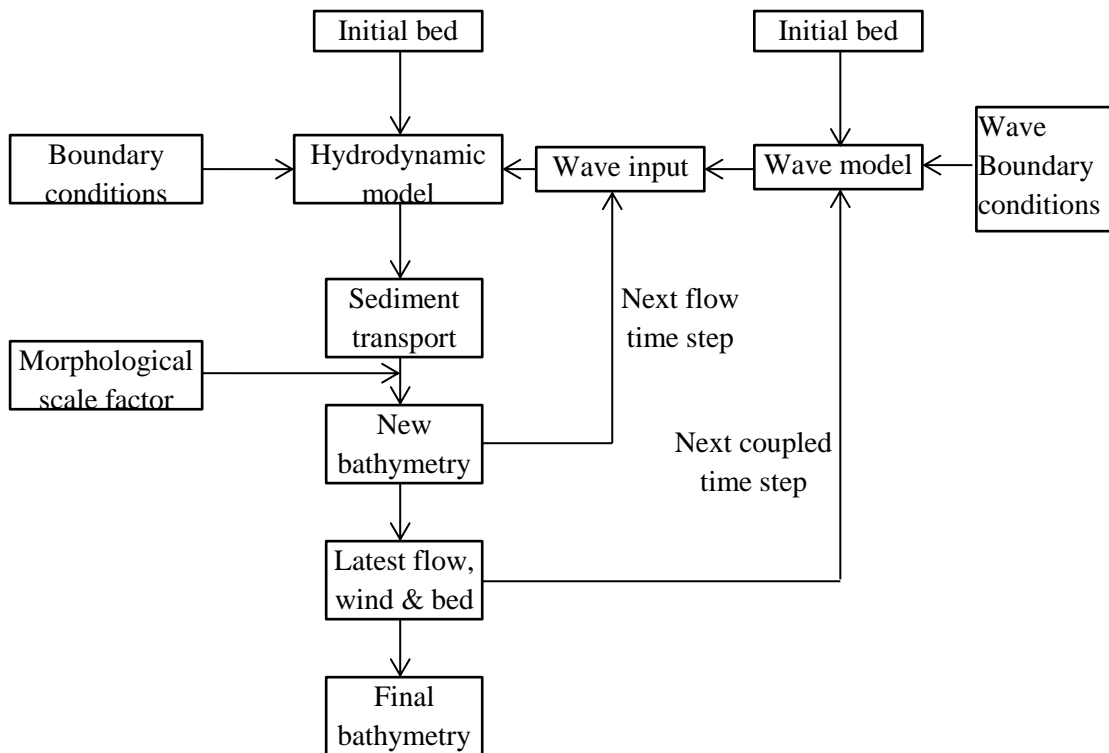 Initial bed
Initial bed
Boundary
conditions
Hydrodynamic
model
Wave input
Wave model
Wave
Boundary
conditions
Sediment
transport
Next flow
time step
Morphological
scale factor
New
bathymetry
Next coupled
time step
Latest flow,
wind & bed
Final
bathymetry